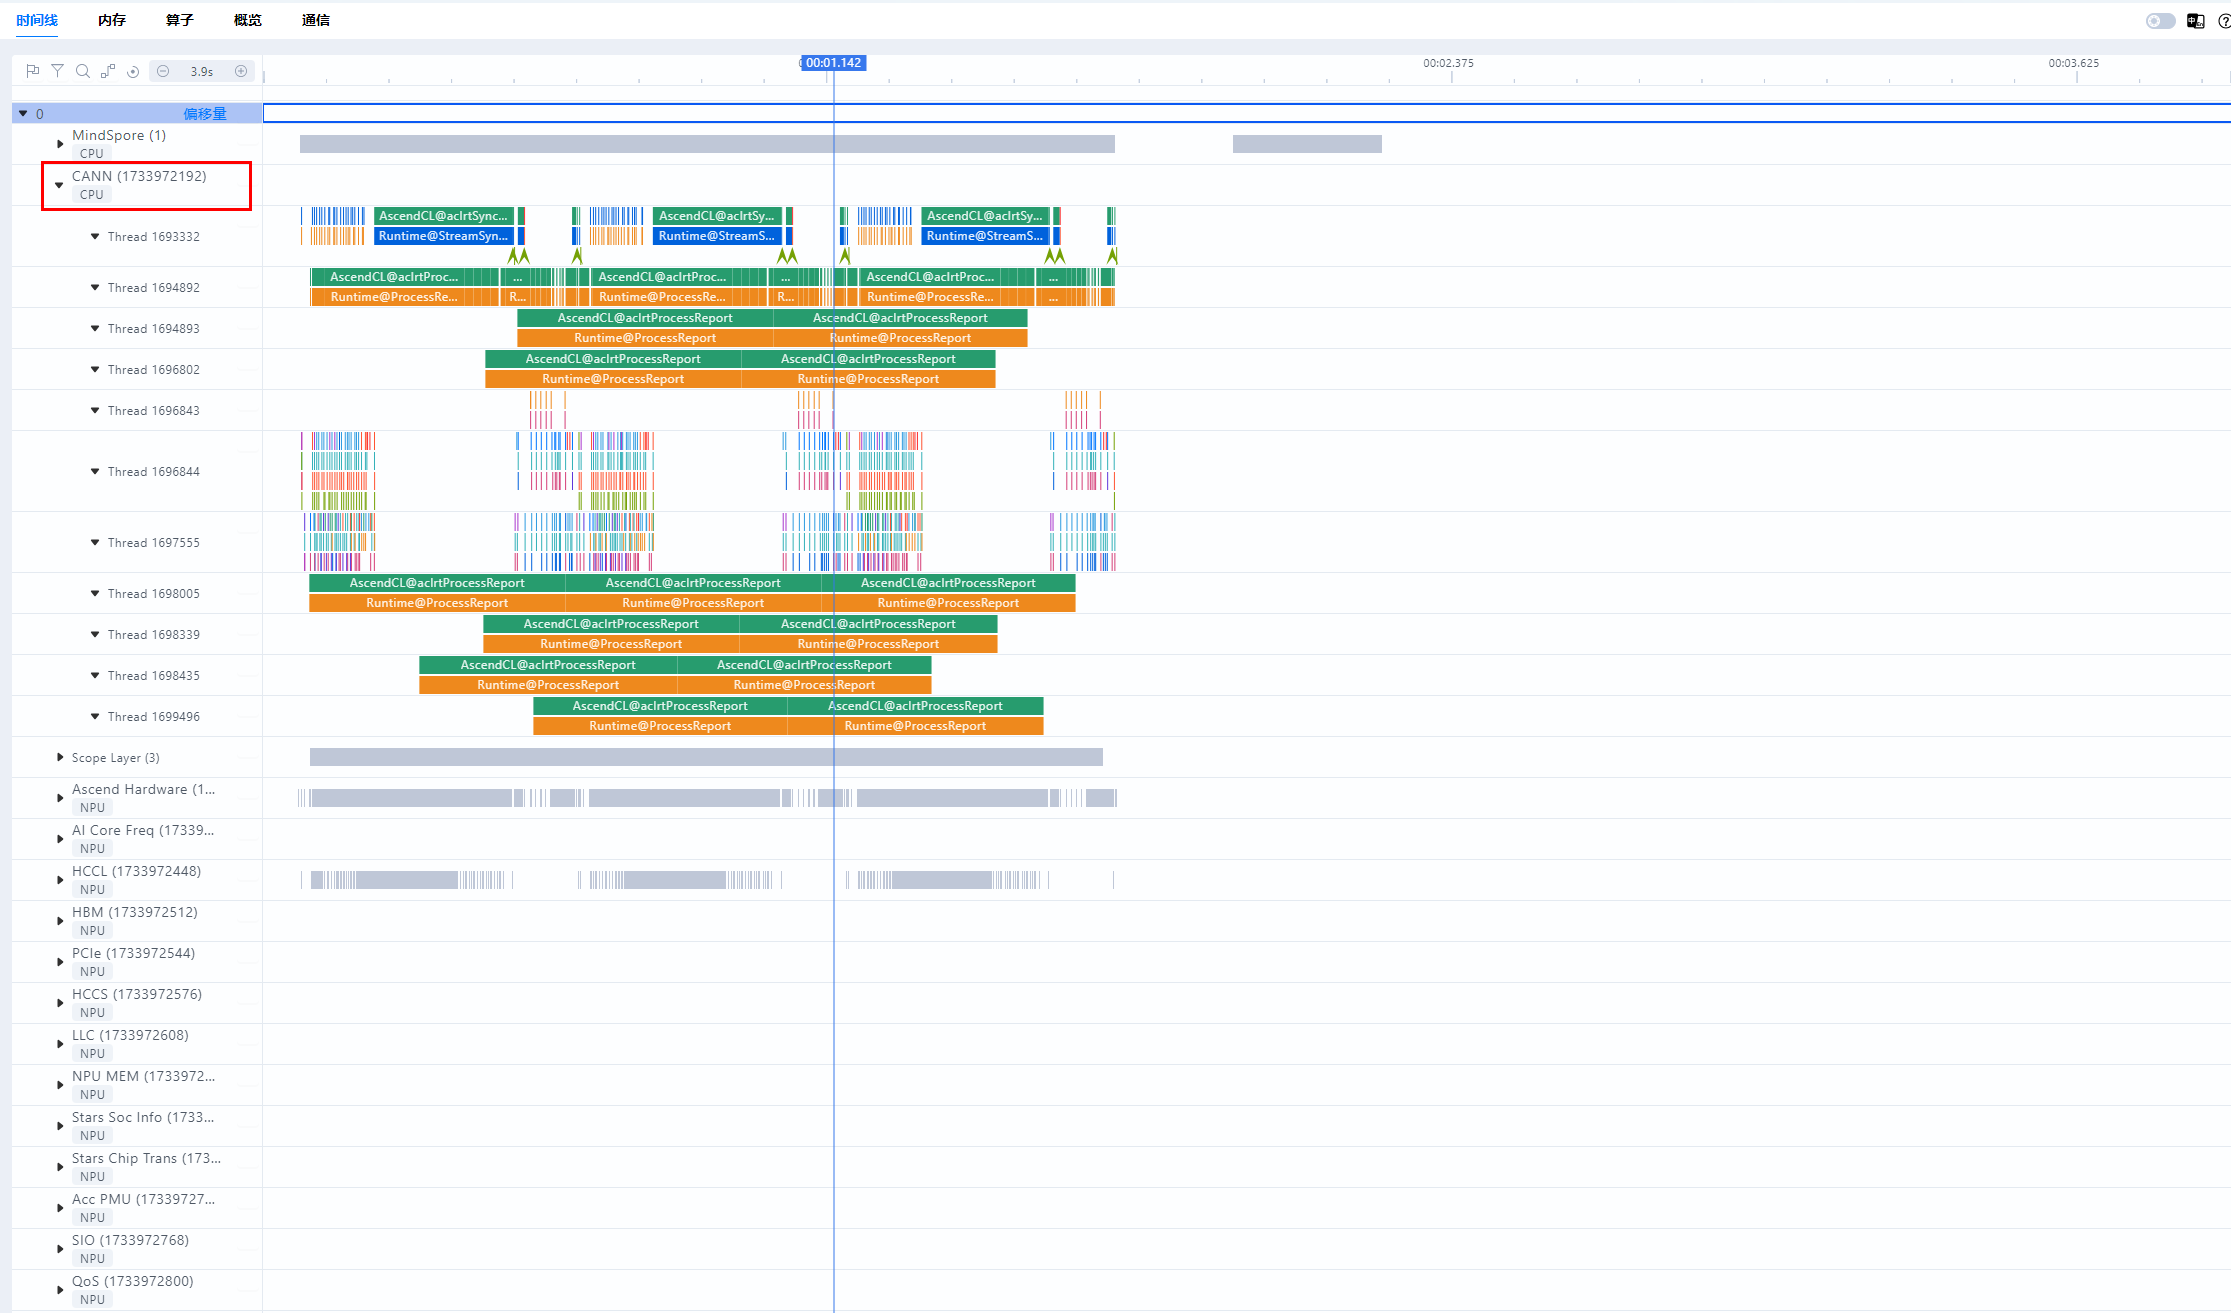 时间线 内存 算子 概览 通信
3.9s 00:01.142 00:02.375 00:03.625
0 偏移量
MindSpore (1)
CPU
CANN (1733972192)
CPU
AscendCL@aclrtSync... AscendCL@aclrtSy... AscendCL@aclrtSy...
Thread 1693332
Runtime@StreamSyn... Runtime@StreamS... Runtime@StreamS...
AscendCL@aclrtProc... ... AscendCL@aclrtProc... ... AscendCL@aclrtProc... ...
Thread 1694892
Runtime@ProcessRe... R... Runtime@ProcessRe... R... Runtime@ProcessRe... ...
AscendCL@aclrtProcessReport AscendCL@aclrtProcessReport
Thread 1694893
Runtime@ProcessReport Runtime@ProcessReport
AscendCL@aclrtProcessReport AscendCL@aclrtProcessReport
Thread 1696802
Runtime@ProcessReport Runtime@ProcessReport
Thread 1696843
Thread 1696844
Thread 1697555
AscendCL@aclrtProcessReport AscendCL@aclrtProcessReport AscendCL@aclrtProcessReport
Thread 1698005
Runtime@ProcessReport Runtime@ProcessReport Runtime@ProcessReport
AscendCL@aclrtProcessReport AscendCL@aclrtProcessReport
Thread 1698339
Runtime@ProcessReport Runtime@ProcessReport
AscendCL@aclrtProcessReport AscendCL@aclrtProcessReport
Thread 1698435
Runtime@ProcessReport Runtime@ProcessReport
AscendCL@aclrtProcessReport AscendCL@aclrtProcessReport
Thread 1699496
Runtime@ProcessReport Runtime@ProcessReport
Scope Layer (3)
Ascend Hardware (1...
NPU
AI Core Freq (17339...
NPU
HCCL (1733972448)
NPU
HBM (1733972512)
NPU
PCIe (1733972544)
NPU
HCCS (1733972576)
NPU
LLC (1733972608)
NPU
NPU MEM (1733972...
NPU
Stars Soc Info (1733...
NPU
Stars Chip Trans (173...
NPU
Acc PMU (17339727...
NPU
SIO (1733972768)
NPU
QoS (1733972800)
NPU